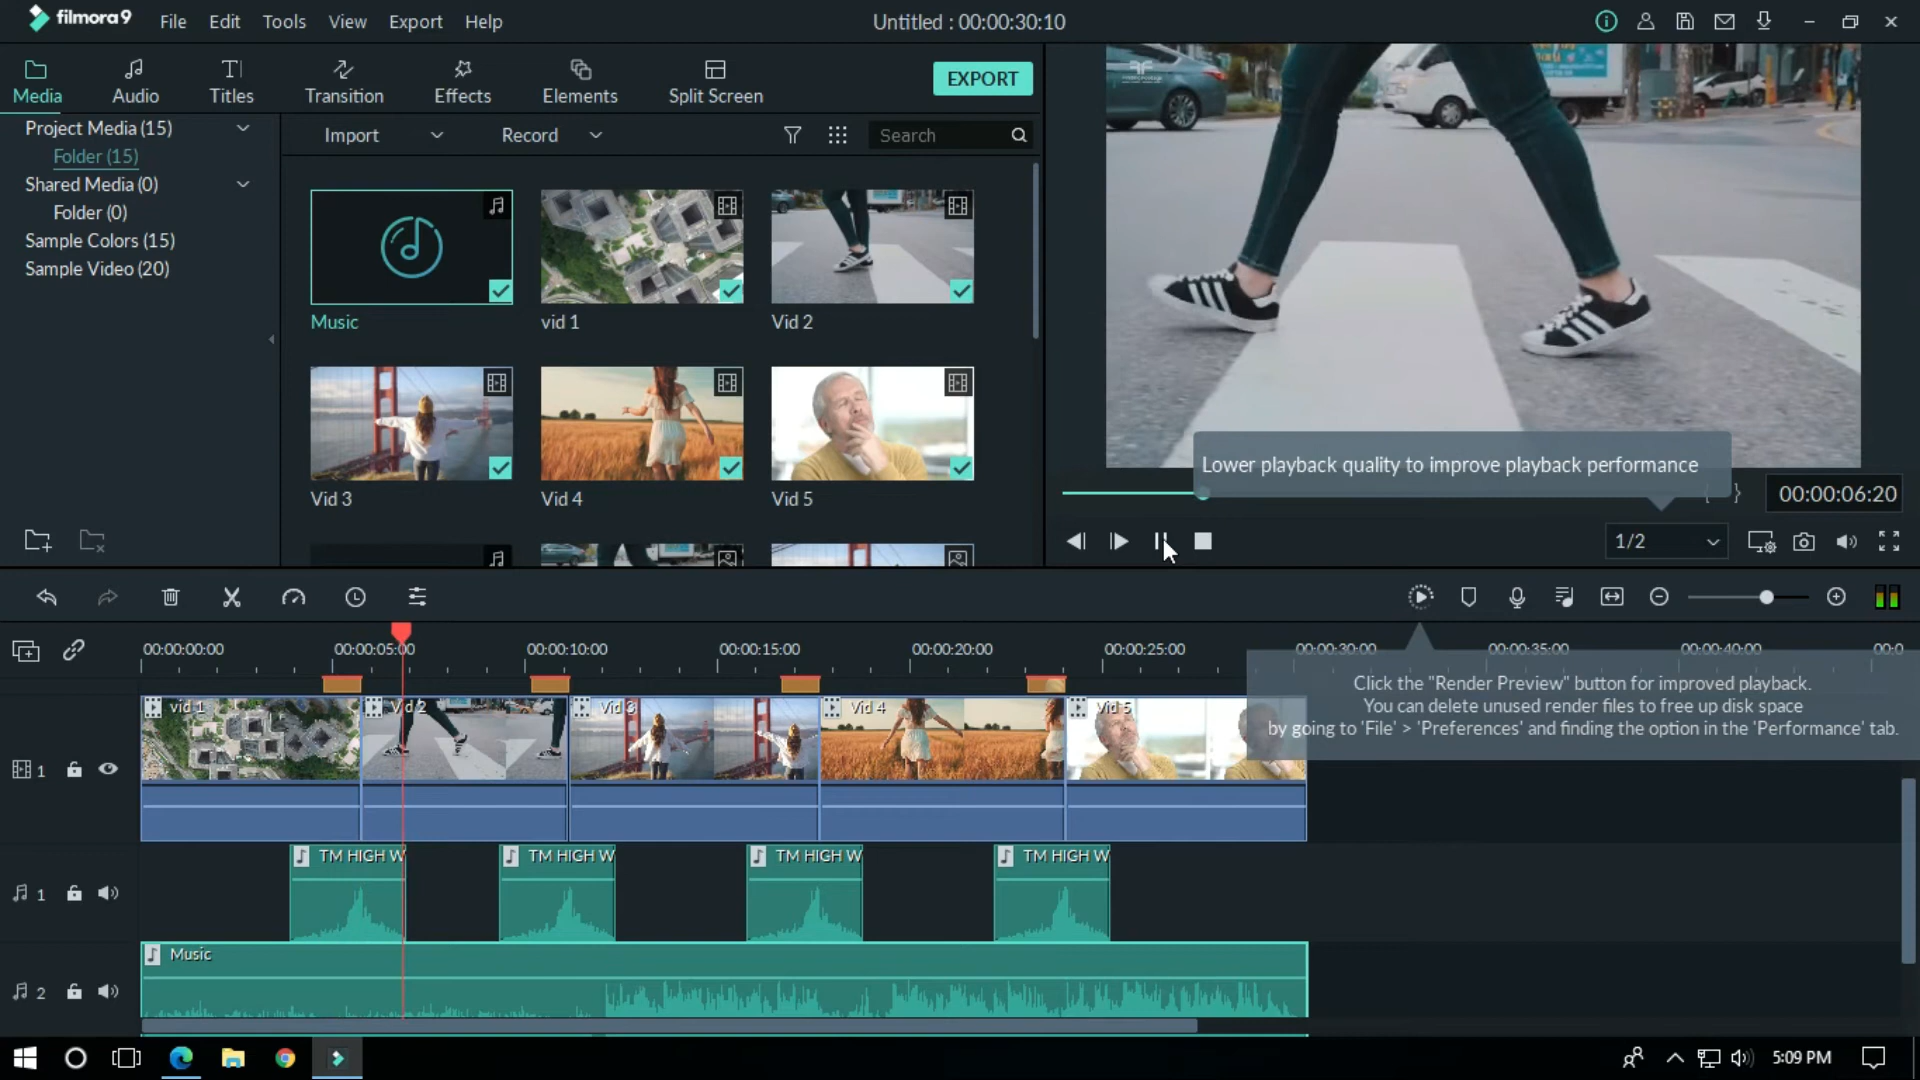 filmora9 File Edit Tools View Export Help Untitled : 00:00:30:10
Media Audio Titles Transition Effects Elements Split Screen EXPORT
Project Media (15)
Folder (15)
Shared Media (0)
Folder (0)
Sample Colors (15)
Sample Video (20)
Import Record Search
Music vid 1 Vid 2
Vid 3 Vid 4 Vid 5
Lower playback quality to improve playback performance
00:00:06:20
1/2
00:00:00:00 00:00:05:00 00:00:10:00 00:00:15:00 00:00:20:00 00:00:25:00 00:00:30:00 00:00:35:00 00:00:40:00 00:0
Click the "Render Preview" button for improved playback.
You can delete unused render files to free up disk space
by going to 'File' > 'Preferences' and finding the option in the 'Performance' tab.
vid 1 Vid 2 Vid 3 Vid 4 Vid 5
1
TM HIGH W TM HIGH W TM HIGH W TM HIGH W
1
Music
2
5:09 PM